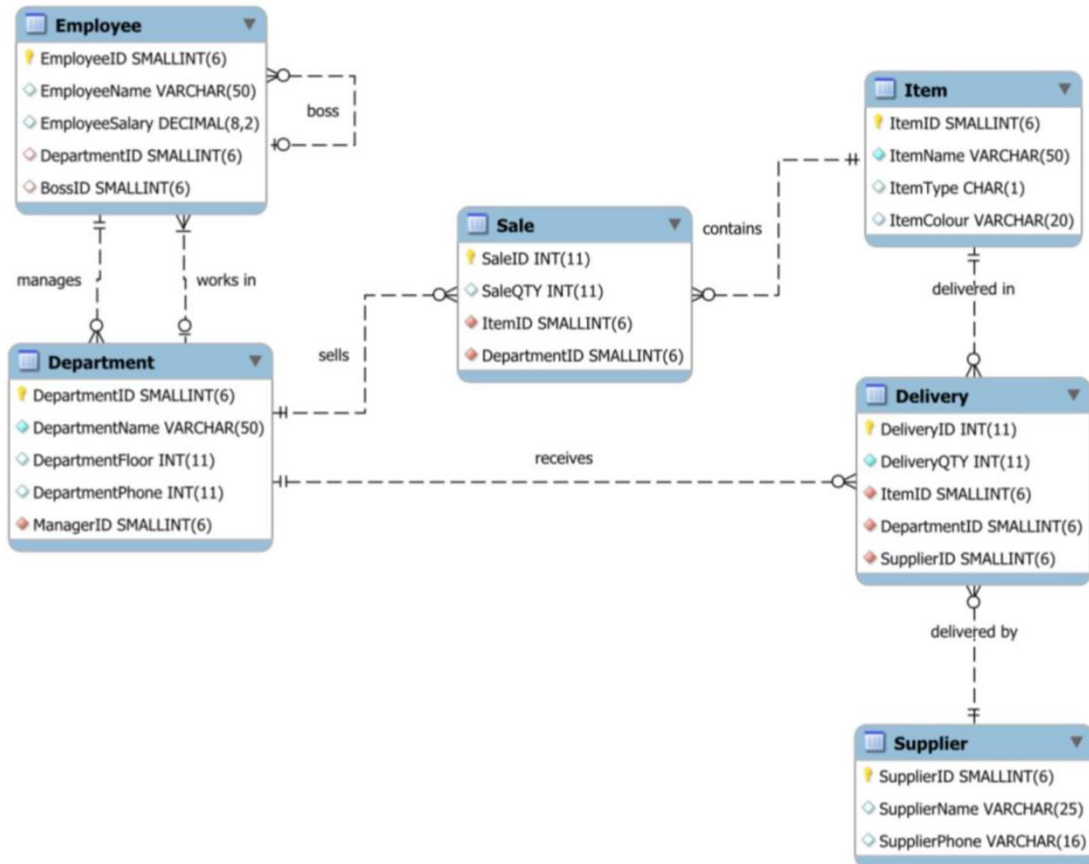 Employee
EmployeeID SMALLINT(6)
EmployeeName VARCHAR(50)
EmployeeSalary DECIMAL(8,2)
DepartmentID SMALLINT(6)
BossID SMALLINT(6)
boss
manages
works in
Department
DepartmentID SMALLINT(6)
DepartmentName VARCHAR(50)
DepartmentFloor INT(11)
DepartmentPhone INT(11)
ManagerID SMALLINT(6)
sells
receives
Sale
SaleID INT(11)
SaleQTY INT(11)
ItemID SMALLINT(6)
DepartmentID SMALLINT(6)
contains
Item
ItemID SMALLINT(6)
ItemName VARCHAR(50)
ItemType CHAR(1)
ItemColour VARCHAR(20)
delivered in
Delivery
DeliveryID INT(11)
DeliveryQTY INT(11)
ItemID SMALLINT(6)
DepartmentID SMALLINT(6)
SupplierID SMALLINT(6)
delivered by
Supplier
SupplierID SMALLINT(6)
SupplierName VARCHAR(25)
SupplierPhone VARCHAR(16)